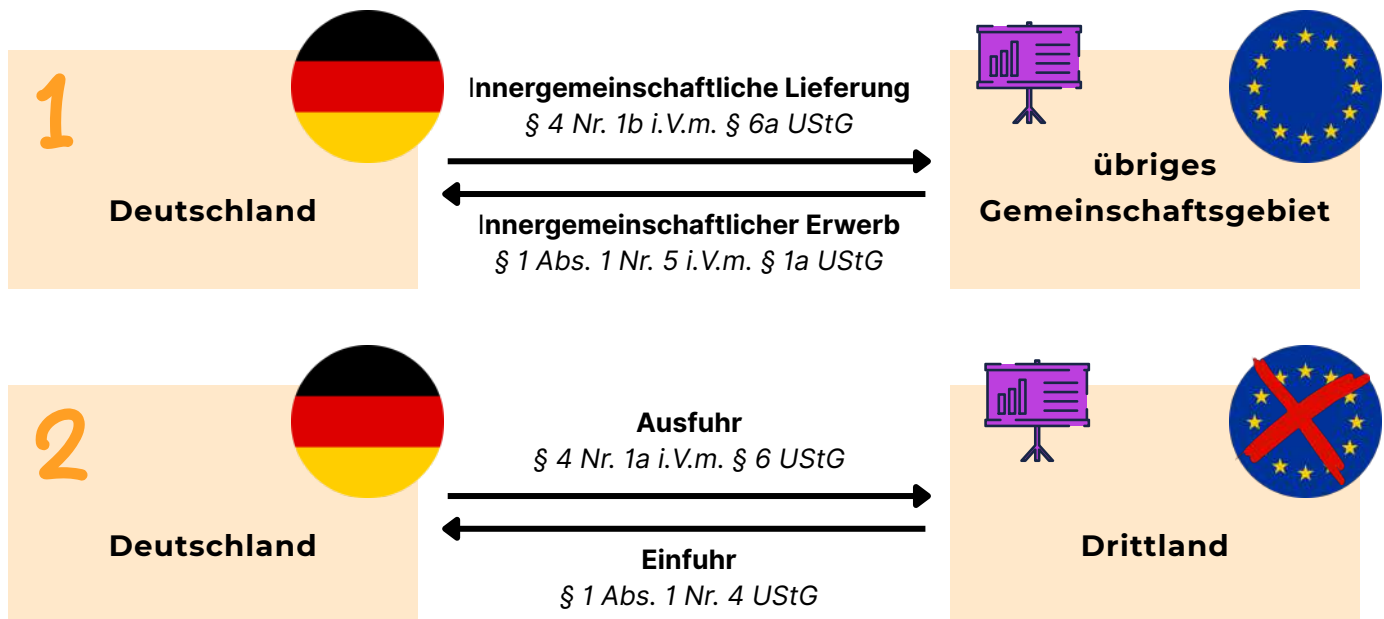 1
Deutschland
Innergemeinschaftliche Lieferung
§ 4 Nr. 1b i.V.m. § 6a UStG
Innergemeinschaftlicher Erwerb
§ 1 Abs. 1 Nr. 5 i.V.m. § 1a UStG
übriges
Gemeinschaftsgebiet
2
Deutschland
Ausfuhr
§ 4 Nr. 1a i.V.m. § 6 UStG
Einfuhr
§ 1 Abs. 1 Nr. 4 UStG
Drittland